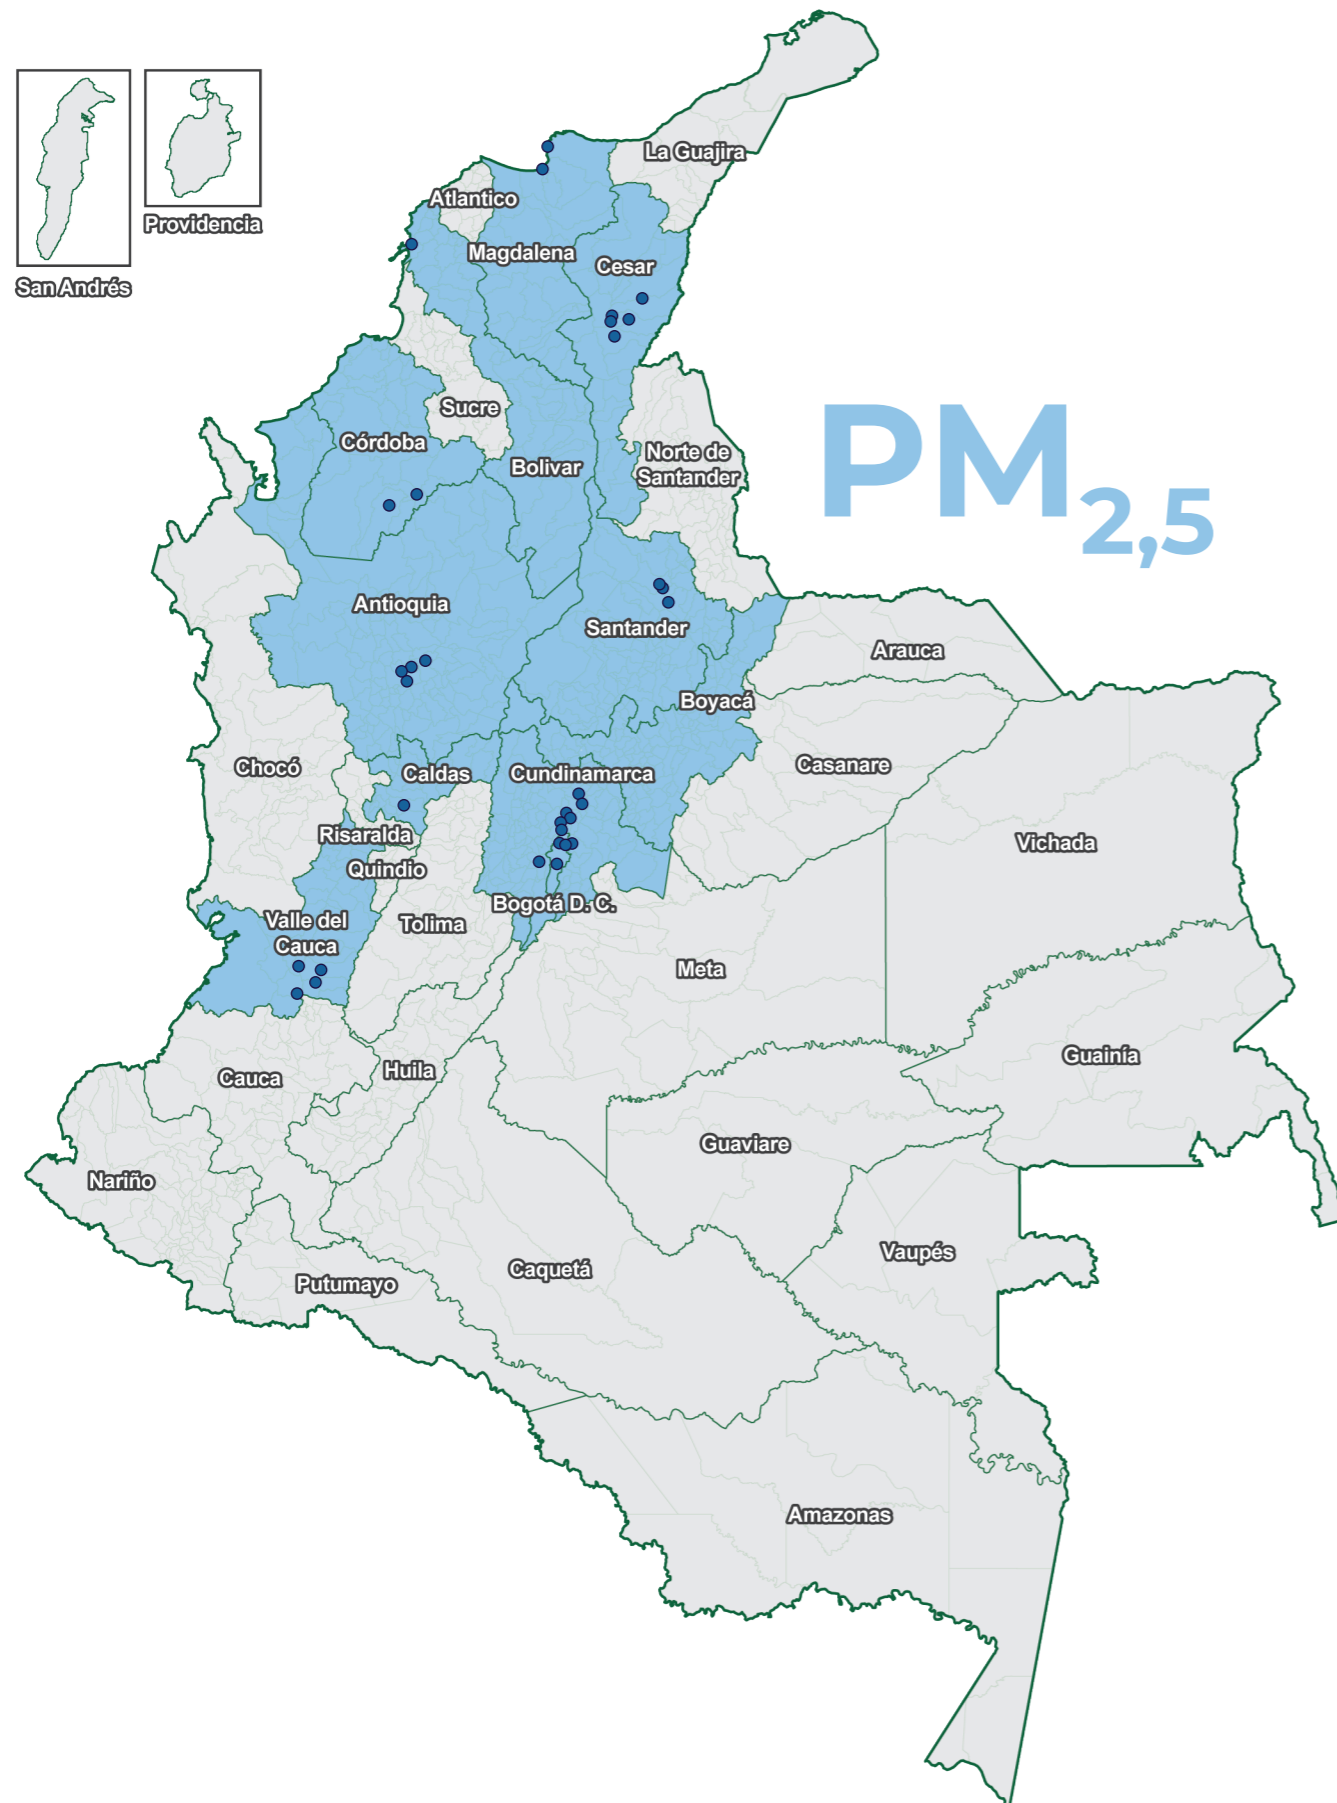 La Guajira
Atlantico
Providencia
Magdalena
Cesar
San Andrés
Sucre
Córdoba
Norte de
Santander
Bolivar
PM2,5
Antioquia
Santander
Arauca
Boyacá
Chocó
Caldas
Cundinamarca
Casanare
Risaralda
Quindio
Vichada
Bogotá D. C.
Valle del
Cauca
Tolima
Meta
Guainía
Cauca
Huila
Guaviare
Nariño
Vaupés
Caquetá
Putumayo
Amazonas